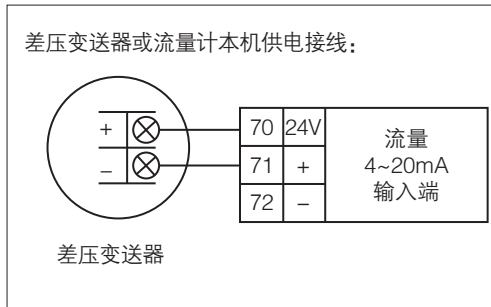 差压变送器或流量计本机供电接线：
+
−
70 24V
71 +
72 −
流量
4~20mA
输入端
差压变送器